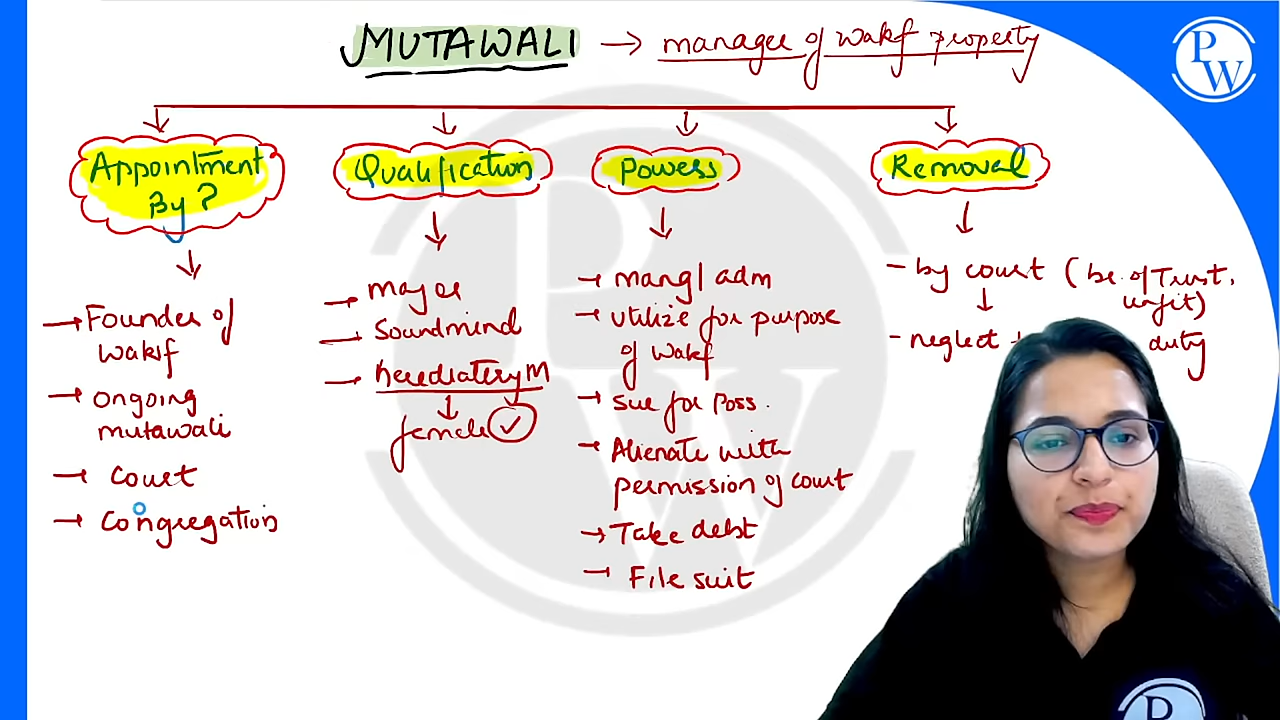 MUTAWALI → manager of wakf property
P
W
Appointment
By ?
→ Founder of
wakif
→ ongoing
mutawali
→ Court
→ Congregation
Qualification
→ major
→ Soundmind
→ herediatery M
female ✓
Powers
→ mang/adm
→ utilize for purpose
of wakf
→ sue for Poss.
→ Alienate with
permission of court
→ Take debt
→ File suit
Removal
- by court (br. of Trust,
unfit)
- neglect
duty
P
W
P
W